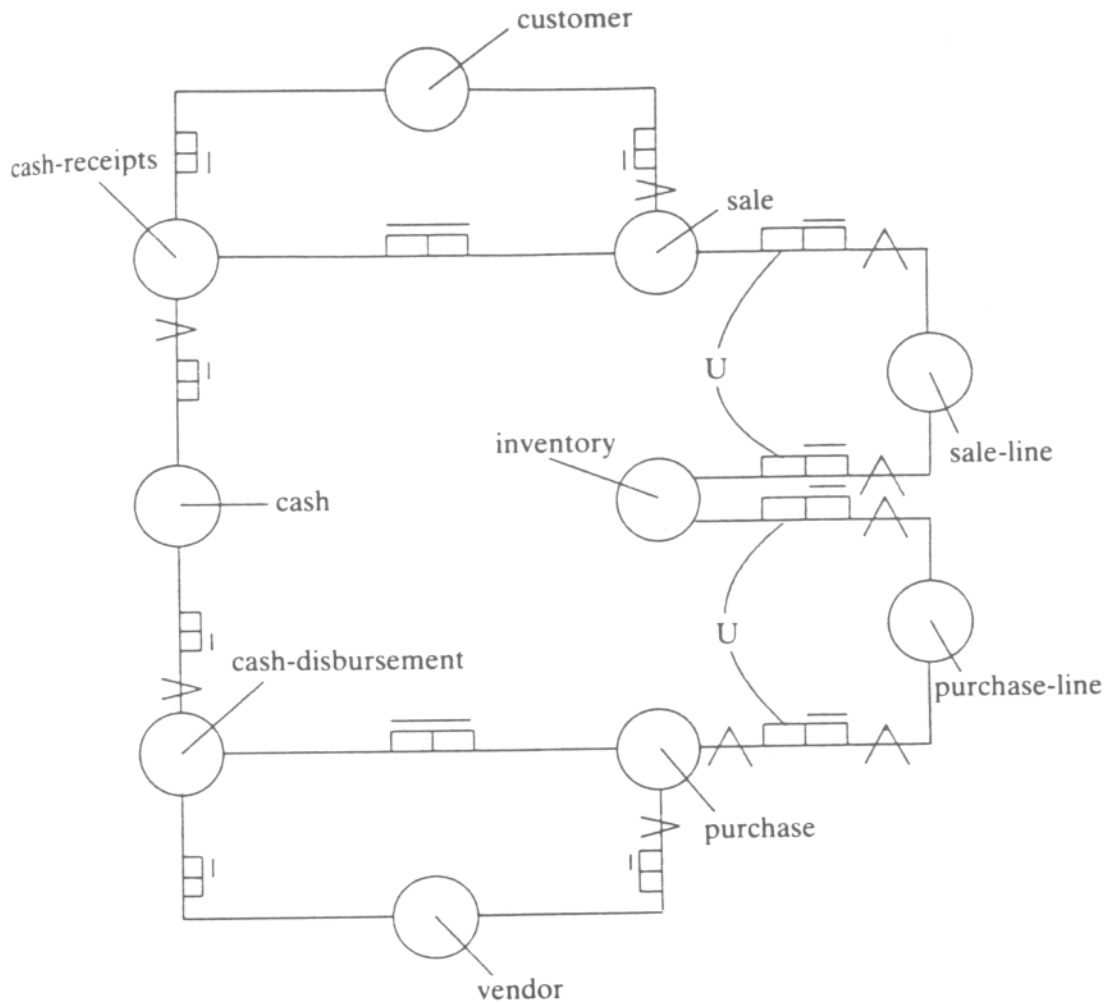 customer
cash-receipts
sale
U
inventory
sale-line
cash
U
cash-disbursement
purchase-line
purchase
vendor